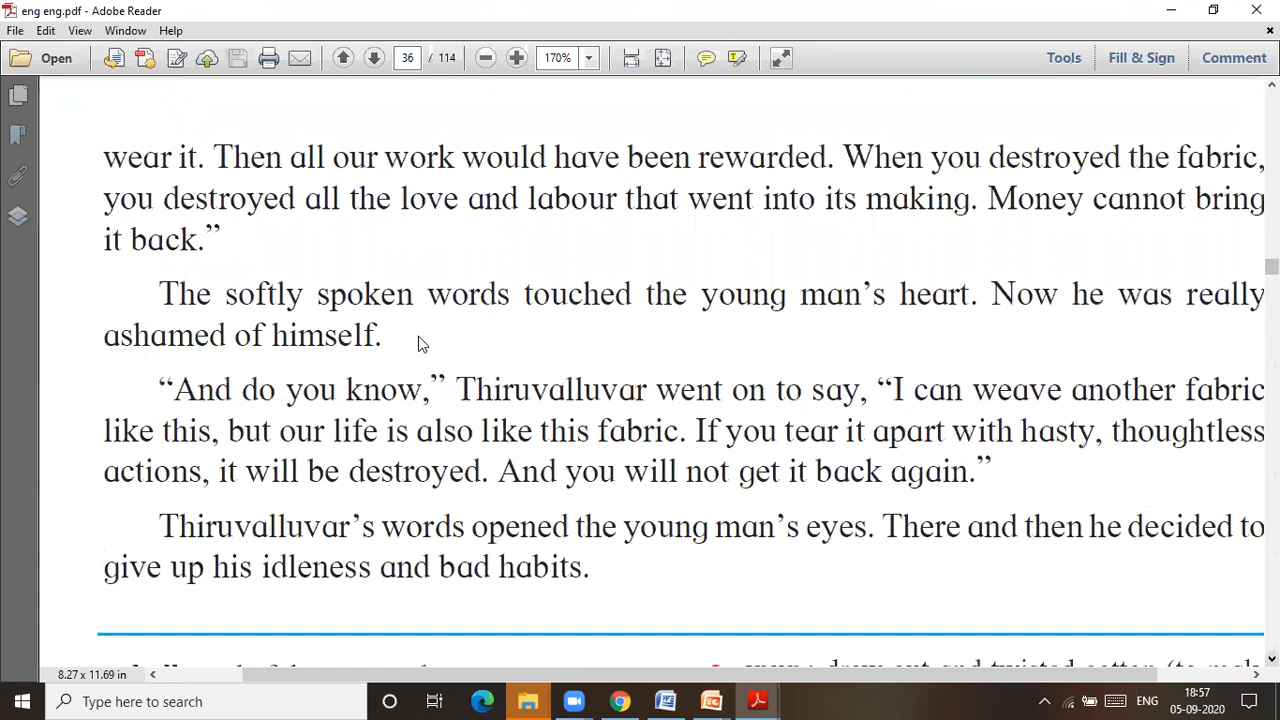 eng eng.pdf - Adobe Reader
File Edit View Window Help
Open 36 / 114 170% Tools Fill & Sign Comment
wear it. Then all our work would have been rewarded. When you destroyed the fabric,
you destroyed all the love and labour that went into its making. Money cannot bring
it back.”
The softly spoken words touched the young man’s heart. Now he was really
ashamed of himself.
“And do you know,” Thiruvalluvar went on to say, “I can weave another fabric
like this, but our life is also like this fabric. If you tear it apart with hasty, thoughtless
actions, it will be destroyed. And you will not get it back again.”
Thiruvalluvar’s words opened the young man’s eyes. There and then he decided to
give up his idleness and bad habits.
drawn out and twisted cotton (to make
8.27 x 11.69 in
Type here to search ENG 18:57
05-09-2020